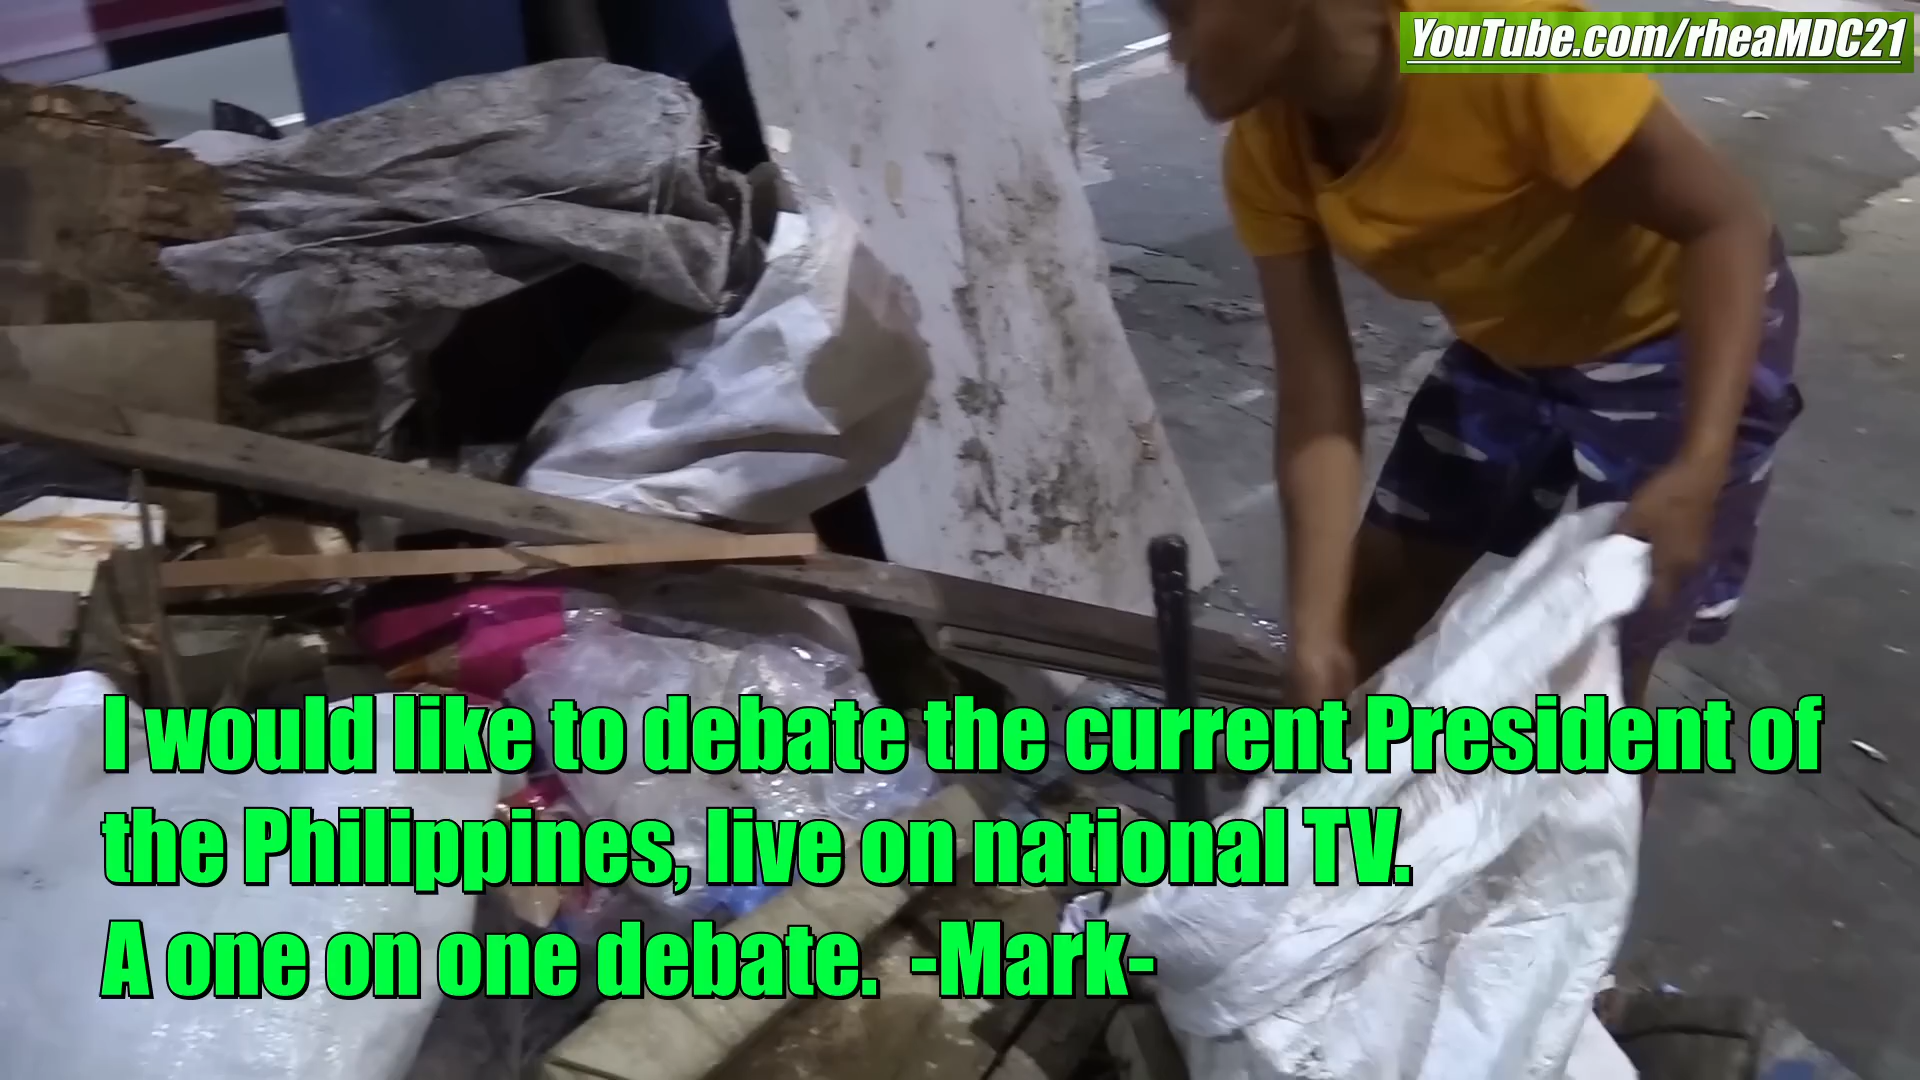 YouTube.com/rheaMDC21
I would like to debate the current President of
the Philippines, live on national TV.
A one on one debate.  -Mark-